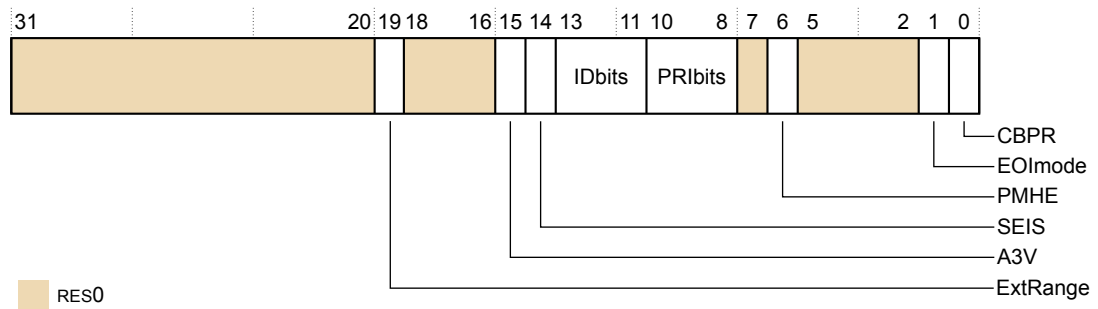 31 20 19 18 16 15 14 13 11 10 8 7 6 5 2 1 0
IDbits PRIbits
CBPR
EOImode
PMHE
SEIS
A3V
ExtRange
RES0